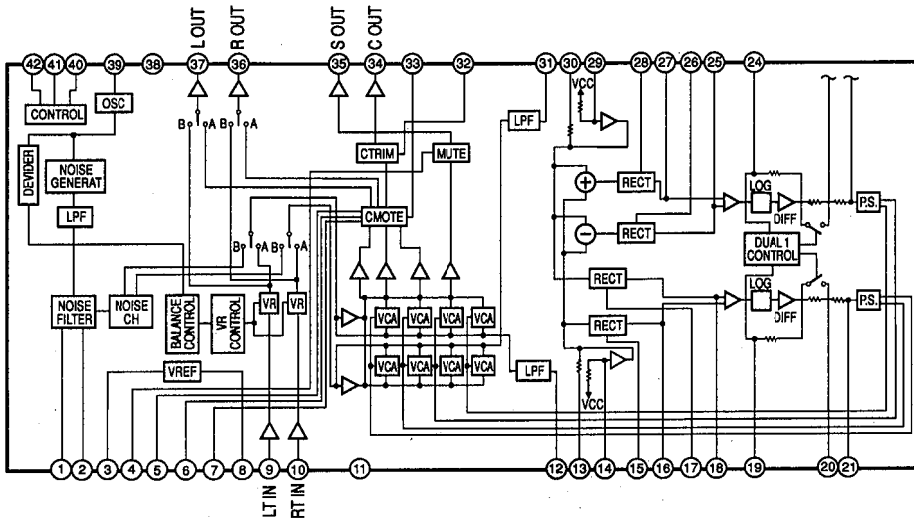 L OUT
R OUT
S OUT
C OUT
42 41 40 39 38 37 36 35 34 33 32 31 30 29 28 27 26 25 24
CONTROL
OSC
B A
B A
VCC
LPF
DEVIDER
NOISE
GENERAT
CTRIM
MUTE
RECT
LOG
DIFF
P.S.
LPF
CMOTE
RECT
DUAL 1
CONTROL
B A
B A
NOISE
FILTER
NOISE
CH
BALANCE
CONTROL
VR
CONTROL
VR
VR
VCA VCA VCA VCA
VCA VCA VCA VCA
RECT
RECT
LOG
DIFF
P.S.
VREF
LPF
VCC
1 2 3 4 5 6 7 8 9 10 11 12 13 14 15 16 17 18 19 20 21
LT IN
RT IN